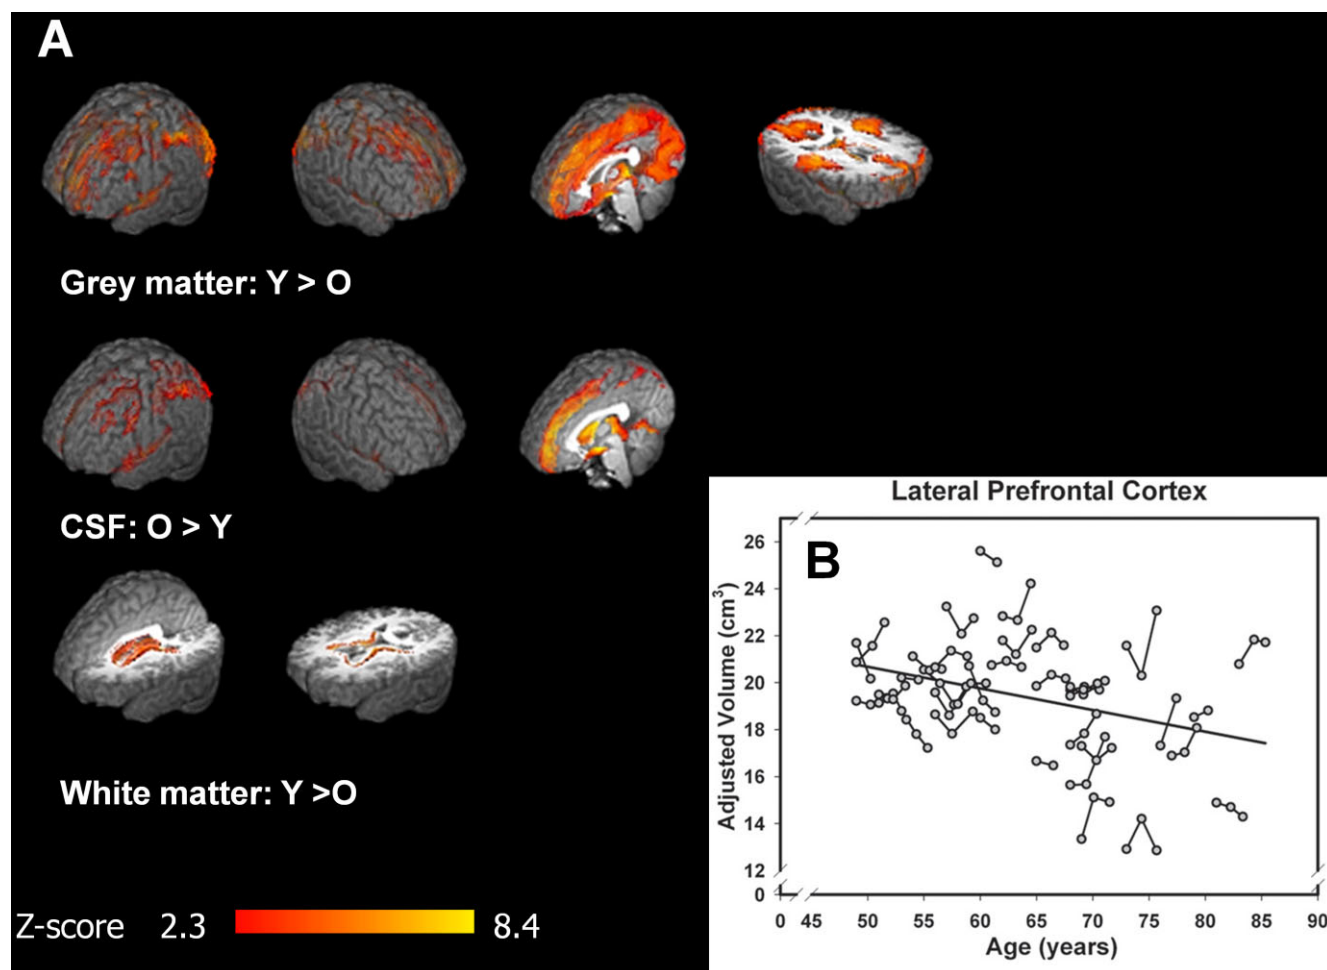 A
Grey matter: Y > O
CSF: O > Y
White matter: Y >O
Z-score 2.3 8.4
Lateral Prefrontal Cortex
B
Adjusted Volume (cm³)
26
24
22
20
18
16
14
12
0
0 45 50 55 60 65 70 75 80 85 90
Age (years)